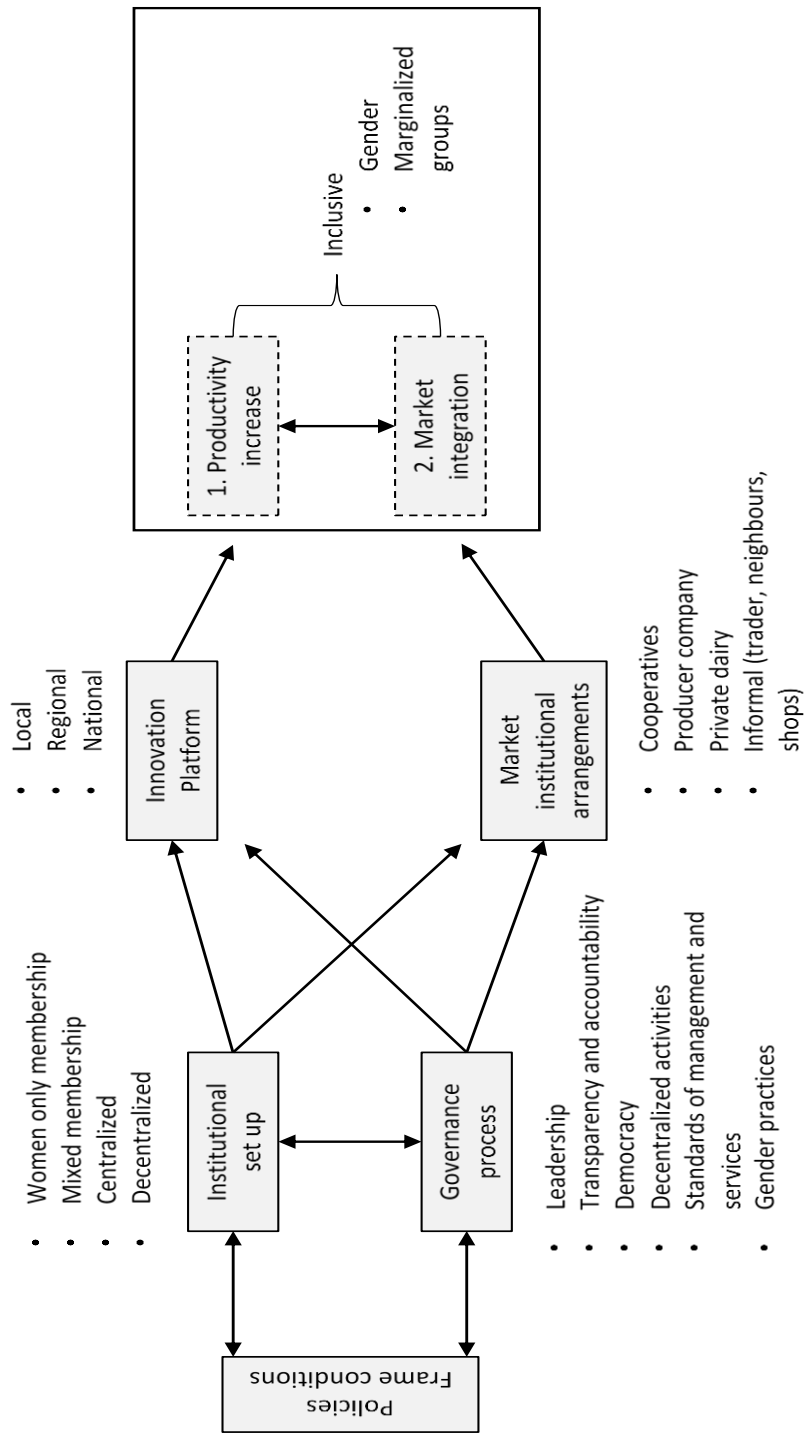 Policies
Frame conditions
• Women only membership
• Mixed membership
• Centralized
• Decentralized
Institutional
set up
Governance
process
• Leadership
• Transparency and accountability
• Democracy
• Decentralized activities
• Standards of management and
services
• Gender practices
• Local
• Regional
• National
Innovation
Platform
Market
institutional
arrangements
• Cooperatives
• Producer company
• Private dairy
• Informal (trader, neighbours,
shops)
1. Productivity
increase
2. Market
integration
Inclusive
• Gender
• Marginalized
groups